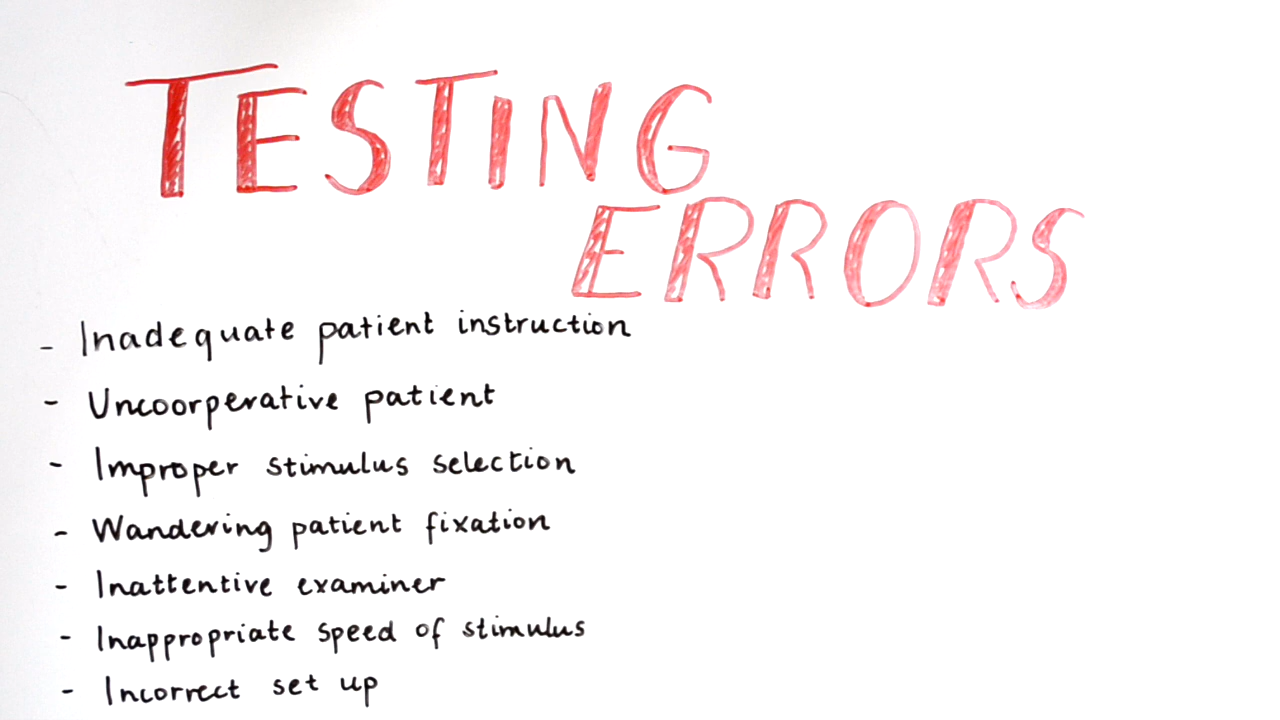 TESTING
ERRORS
- Inadequate patient instruction
- Uncoorperative patient
- Improper stimulus selection
- Wandering patient fixation
- Inattentive examiner
- Inappropriate speed of stimulus
- Incorrect set up